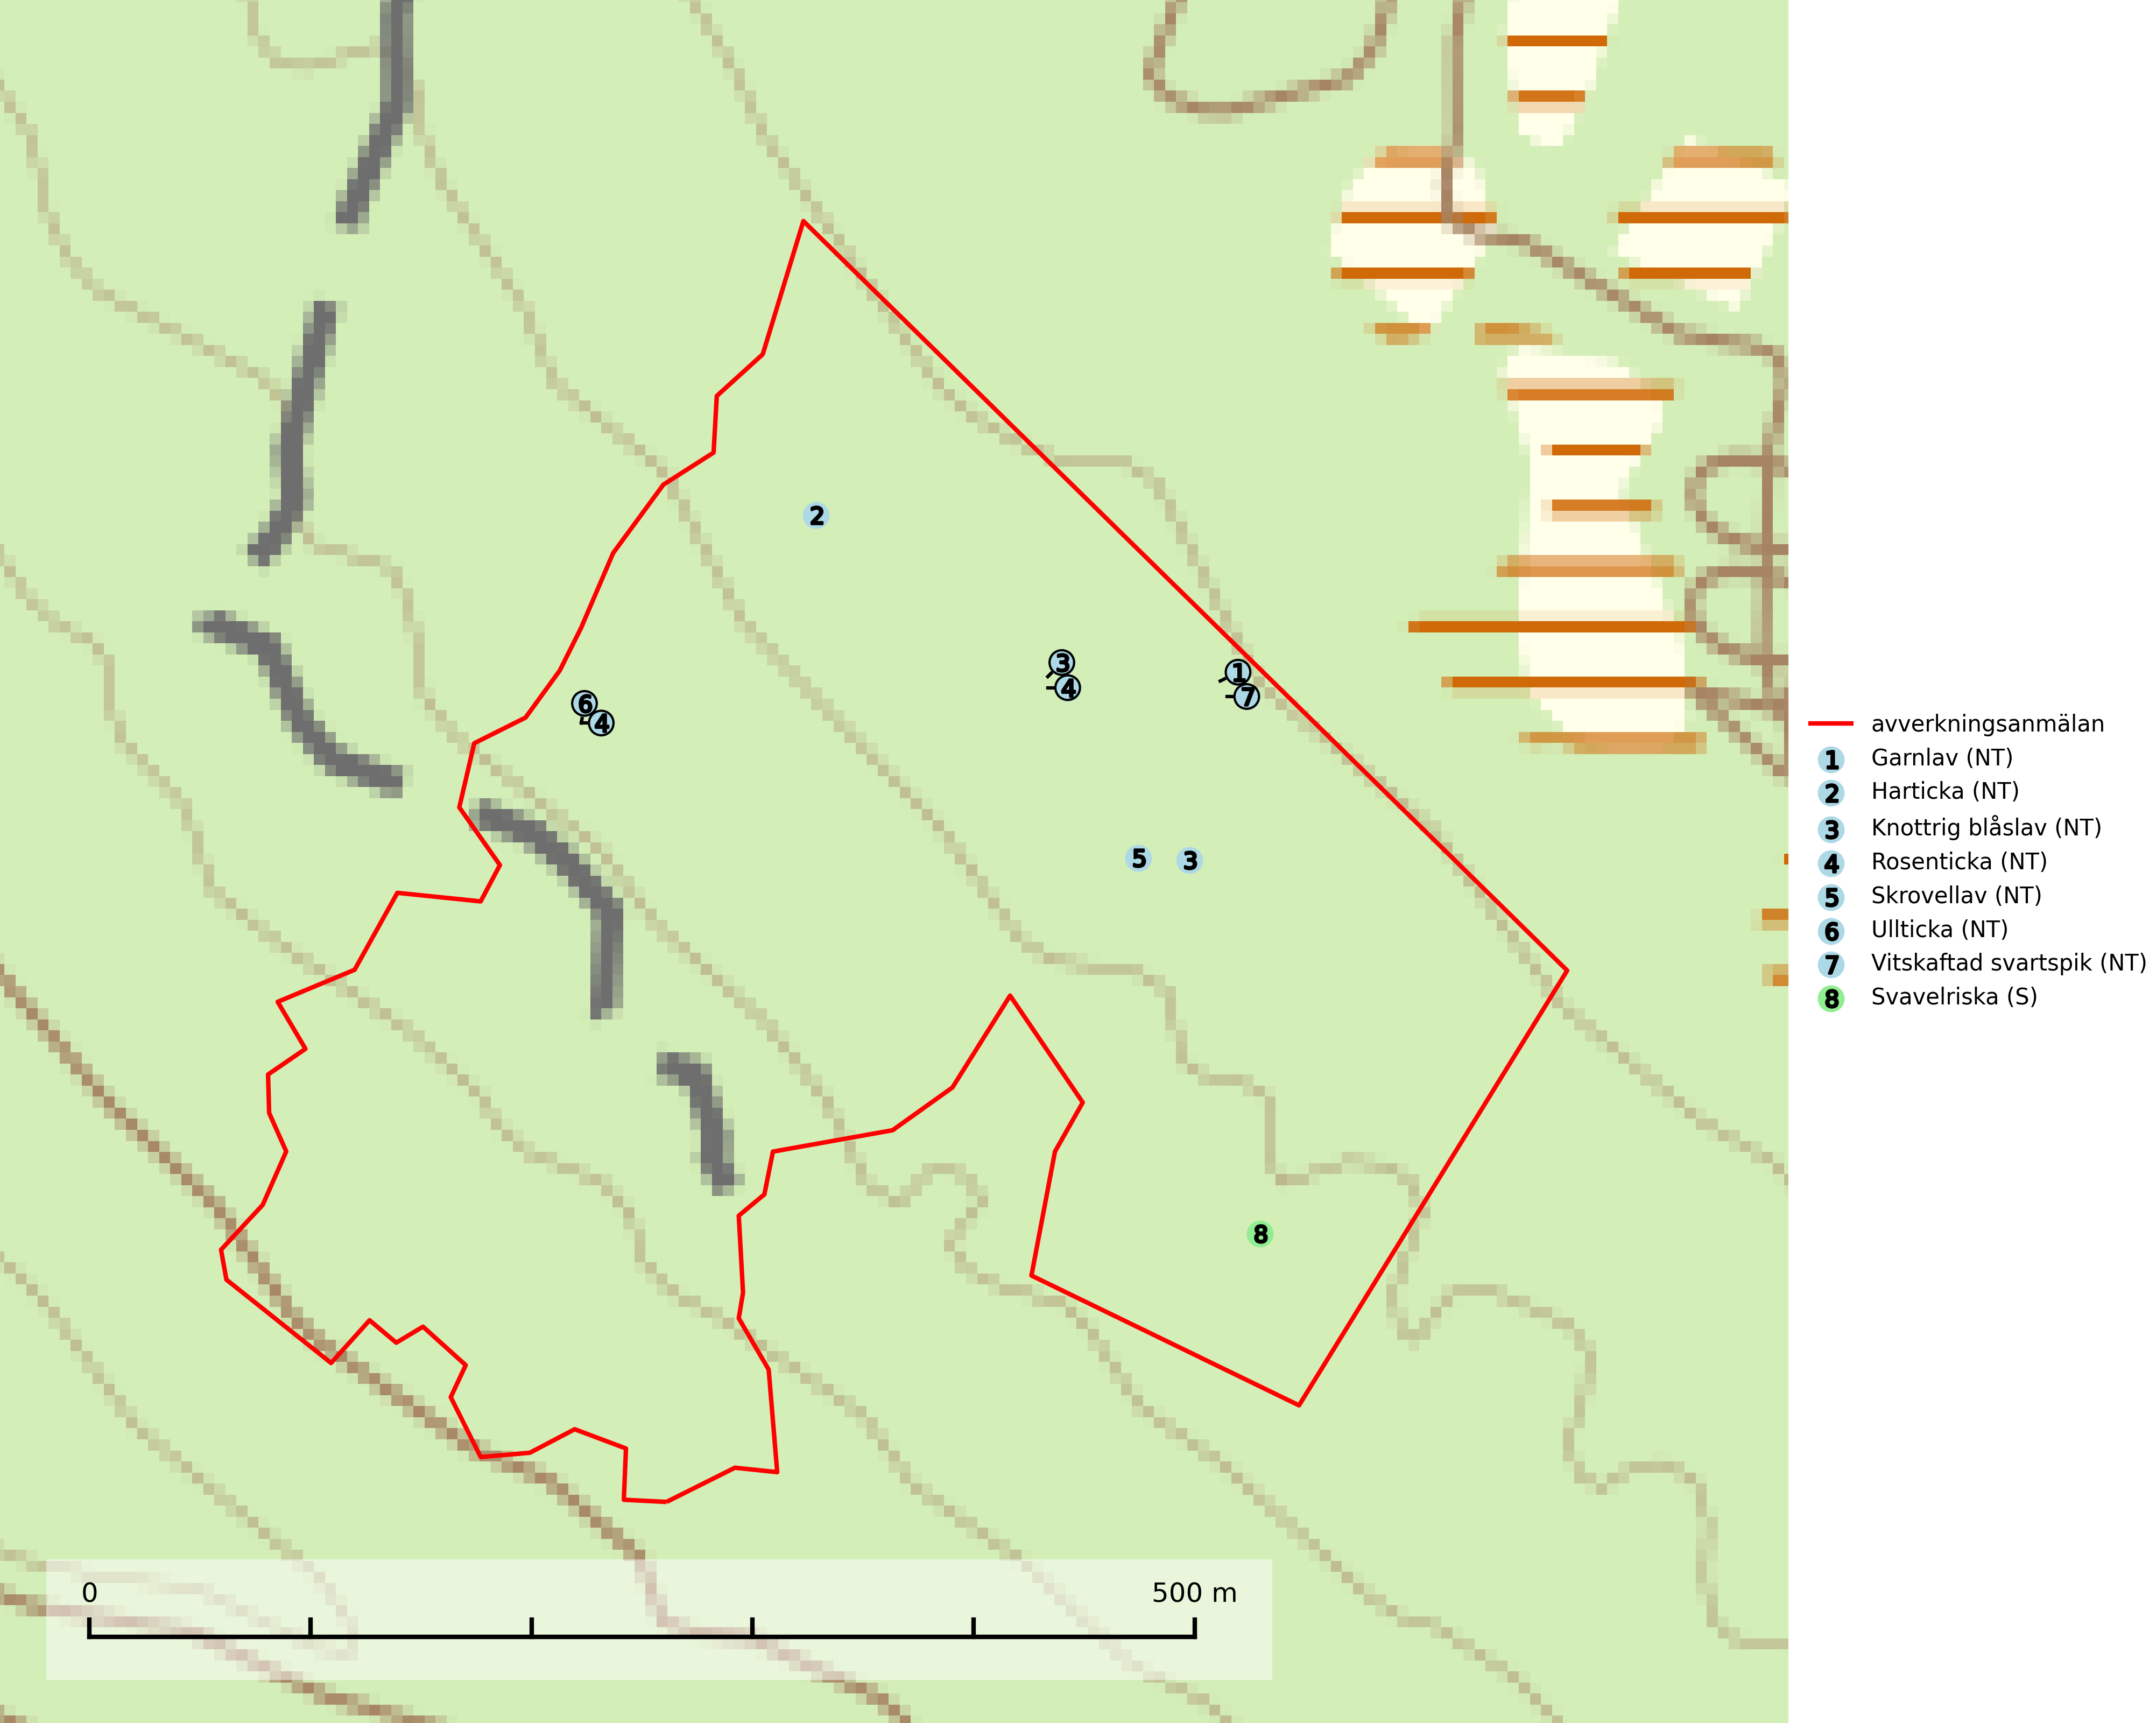 2
3
4
1
7
6
4
5
3
8
0
500 m
avverkningsanmälan
1 Garnlav (NT)
2 Harticka (NT)
3 Knottrig blåslav (NT)
4 Rosenticka (NT)
5 Skrovellav (NT)
6 Ullticka (NT)
7 Vitskaftad svartspik (NT)
8 Svavelriska (S)